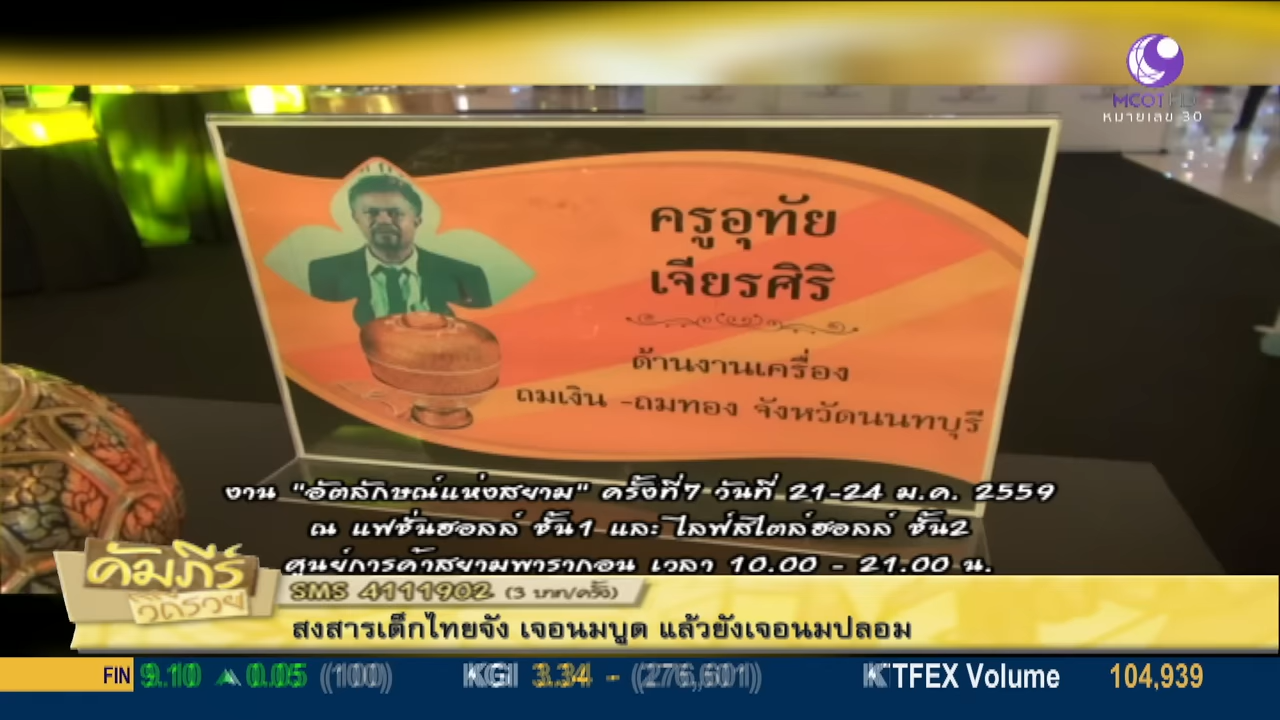 MCOT HD
หมายเลข 30
ครูอุทัย
เจียรศิริ
ด้านงานเครื่อง
ถมเงิน -ถมทอง จังหวัดนนทบุรี
งาน "อัตลักษณ์แห่งสยาม" ครั้งที่7 วันที่ 21-24 ม.ค. 2559
ณ แฟชั่นฮอลล์ ชั้น1 และ ไลฟ์สไตล์ฮอลล์ ชั้น2
ศูนย์การค้าสยามพารากอน เวลา 10.00 - 21.00 น.
คัมภีร์
วิถีรวย
SMS 4111902 (3 บาท/ครั้ง)
สงสารเด็กไทยจัง เจอนมบูด แล้วยังเจอนมปลอม
FIN 9.10 0.05 (100) KGI 3.34 - (276,601) TFEX Volume 104,939